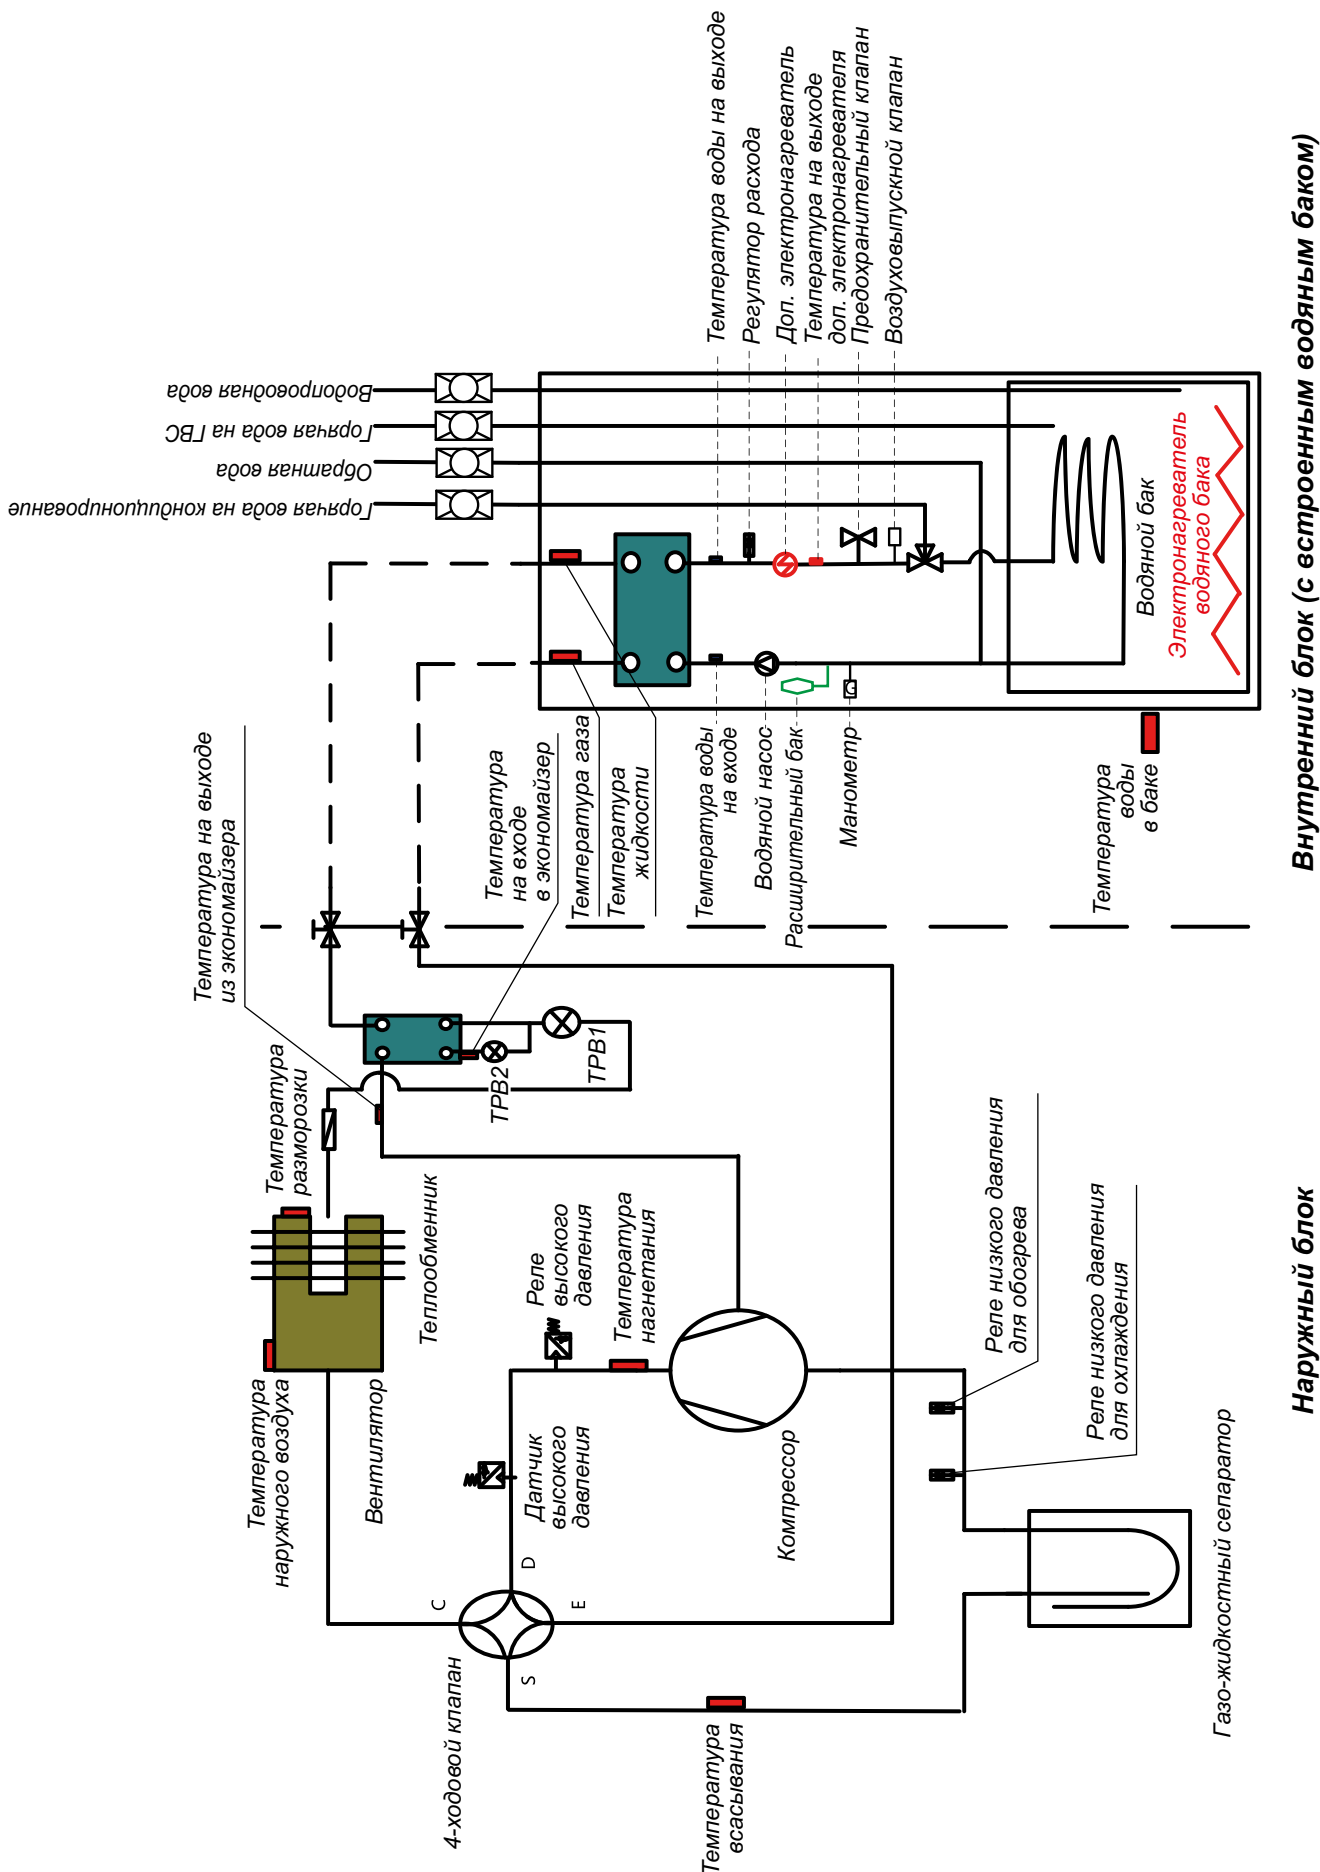 Температура
наружного воздуха
Вентилятор
Теплообменник
Температура
разморозки
Температура на выходе
из экономайзера
Температура
на входе
в экономайзер
ТРВ2
ТРВ1
4-ходовой клапан
C
D
E
S
Датчик
высокого
давления
Реле
высокого
давления
Температура
нагнетания
Компрессор
Температура
всасывания
Реле низкого давления
для обогрева
Реле низкого давления
для охлаждения
Газо-жидкостный сепаратор
Наружный блок
Горячая вода на кондиционирование
Обратная вода
Горячая вода на ГВС
Водопроводная вода
Температура газа
Температура
жидкости
Температура воды
на входе
Водяной насос
Расширительный бак
Манометр
G
Температура
воды
в баке
Температура воды на выходе
Регулятор расхода
Доп. электронагреватель
Температура на выходе
доп. электронагревателя
Предохранительный клапан
Воздуховыпускной клапан
Водяной бак
Электронагреватель
водяного бака
Внутренний блок (с встроенным водяным баком)